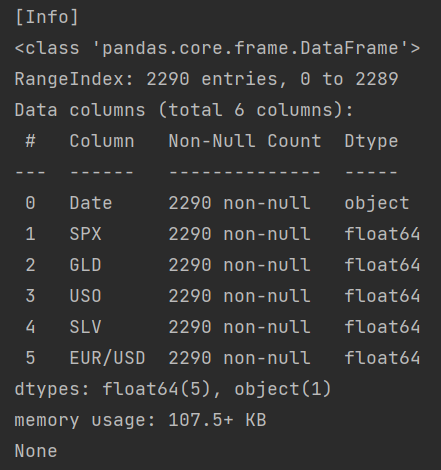 [Info]
<class 'pandas.core.frame.DataFrame'>
RangeIndex: 2290 entries, 0 to 2289
Data columns (total 6 columns):
 #   Column   Non-Null Count  Dtype
---  ------   --------------  -----
 0   Date     2290 non-null   object
 1   SPX      2290 non-null   float64
 2   GLD      2290 non-null   float64
 3   USO      2290 non-null   float64
 4   SLV      2290 non-null   float64
 5   EUR/USD  2290 non-null   float64
dtypes: float64(5), object(1)
memory usage: 107.5+ KB
None